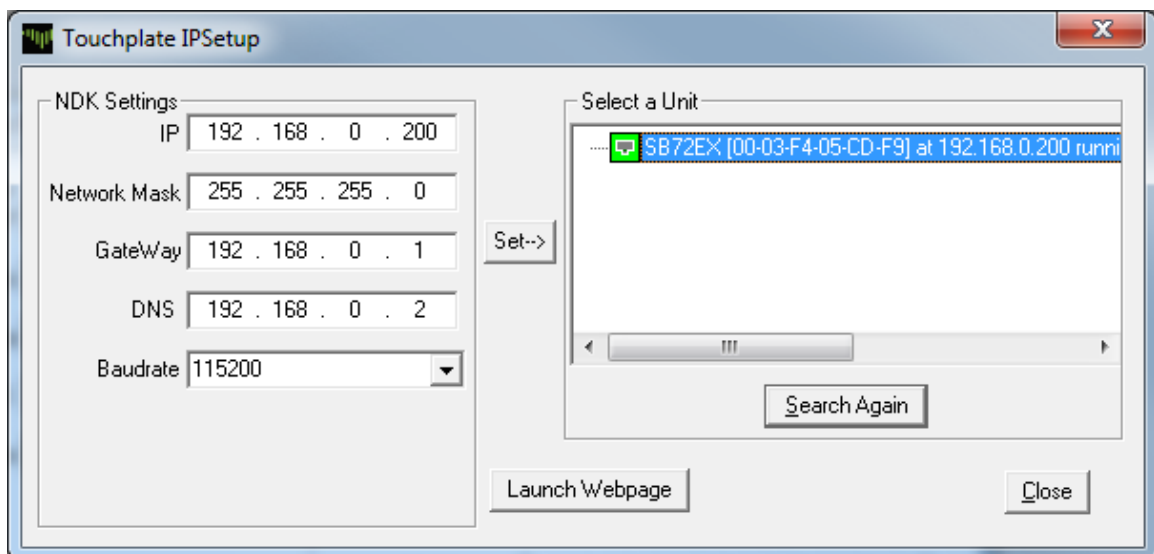 Touchplate IPSetup
NDK Settings
IP 192 . 168 . 0 . 200
Network Mask 255 . 255 . 255 . 0
GateWay 192 . 168 . 0 . 1
DNS 192 . 168 . 0 . 2
Baudrate 115200
Set-->
Select a Unit
SB72EX [00-03-F4-05-CD-F9] at 192.168.0.200 runni
Search Again
Launch Webpage
Close